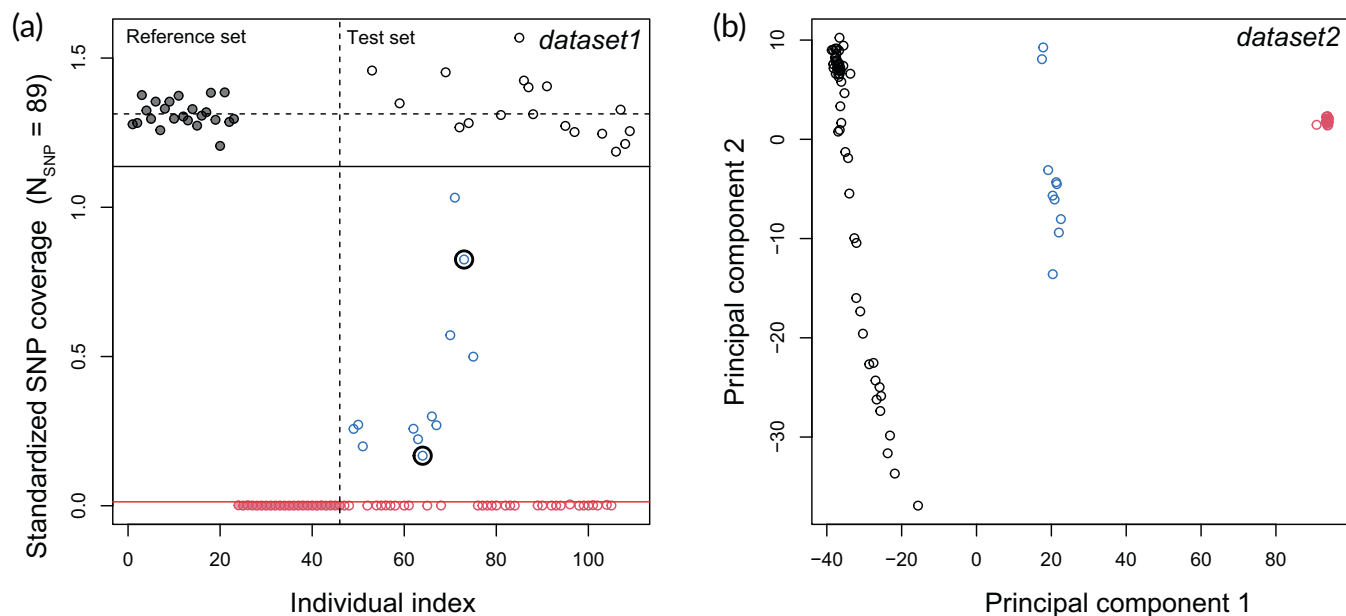 (a)
Reference set
Test set
dataset1
1.5
1.0
0.5
0.0
Standardized SNP coverage (N_SNP = 89)
0 20 40 60 80 100
Individual index
(b)
dataset2
10
0
-10
-20
-30
Principal component 2
-40 -20 0 20 40 60 80
Principal component 1